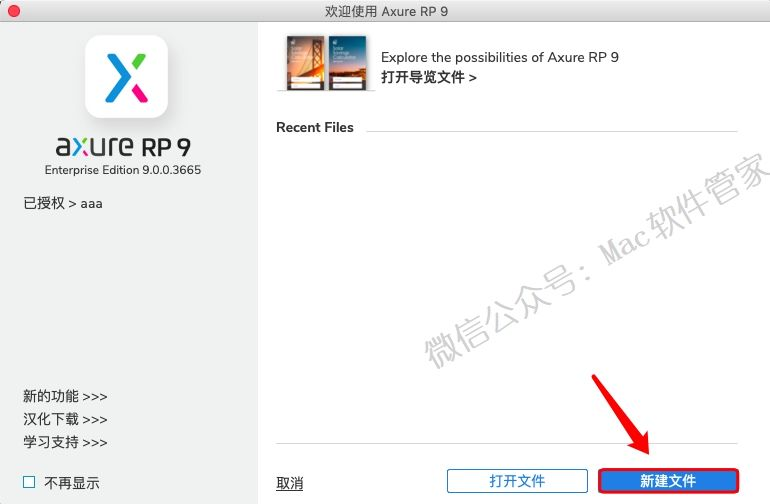 欢迎使用 Axure RP 9
axure RP 9
Enterprise Edition 9.0.0.3665
已授权 > aaa
新的功能 >>>
汉化下载 >>>
学习支持 >>>
不再显示
Explore the possibilities of Axure RP 9
打开导览文件 >
Recent Files
微信公众号：Mac软件管家
取消
打开文件
新建文件